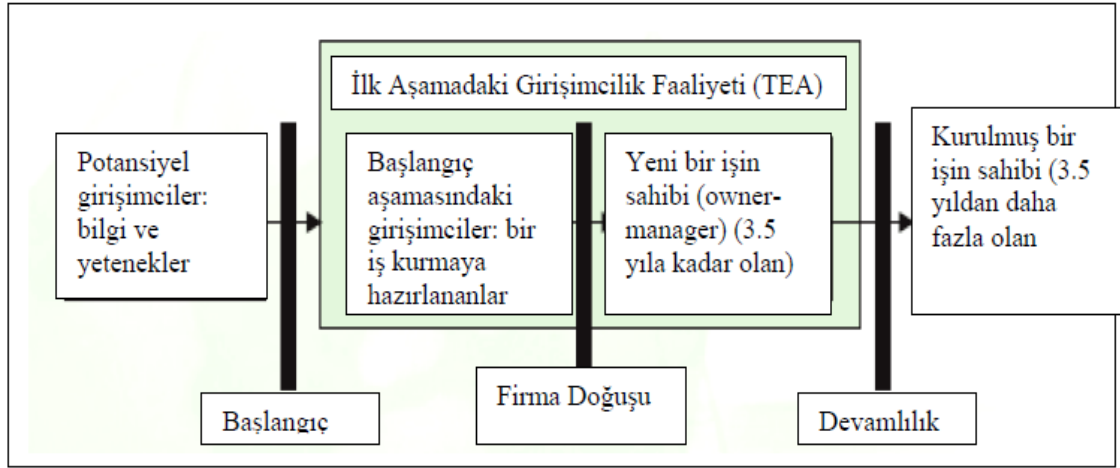 İlk Aşamadaki Girişimcilik Faaliyeti (TEA)
Potansiyel
girişimciler:
bilgi ve
yetenekler
Başlangıç
aşamasındaki
girişimciler: bir
iş kurmaya
hazırlananlar
Yeni bir işin
sahibi (owner-
manager) (3.5
yıla kadar olan)
Kurulmuş bir
işin sahibi (3.5
yıldan daha
fazla olan
Başlangıç
Firma Doğuşu
Devamlılık